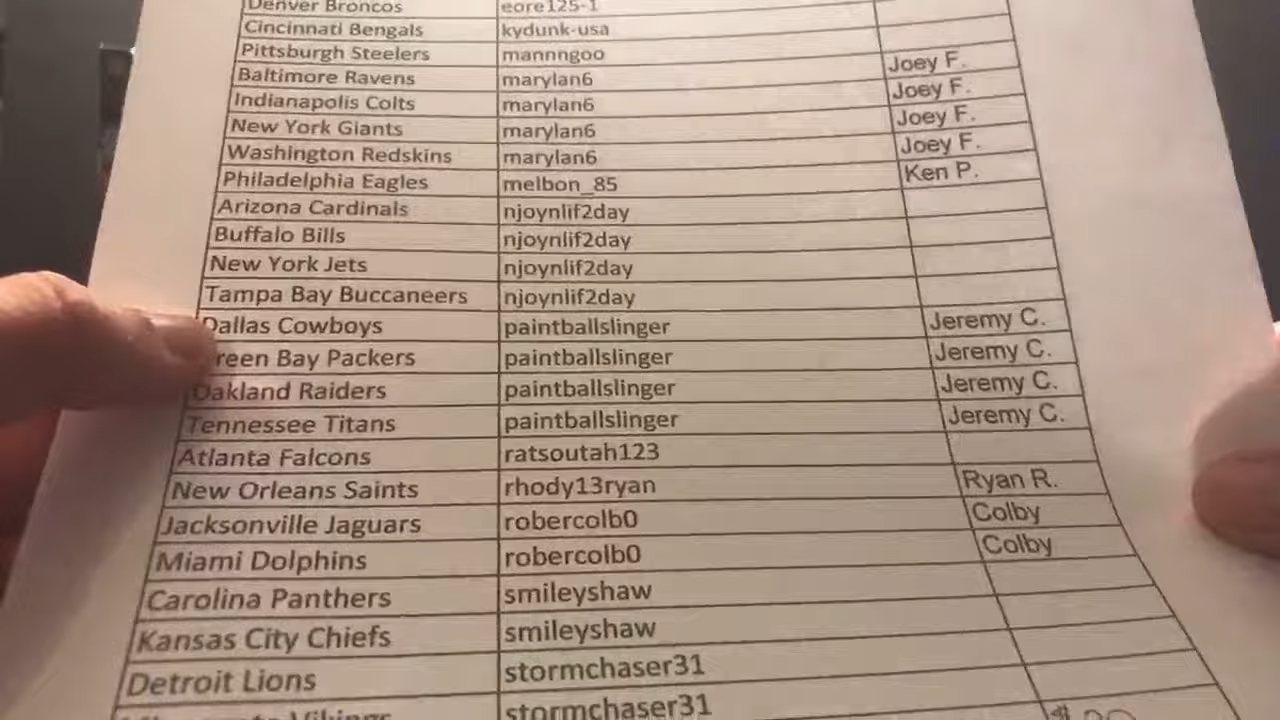 Denver Broncos eore125-1
Cincinnati Bengals kydunk-usa
Pittsburgh Steelers mannngoo
Baltimore Ravens marylan6 Joey F.
Indianapolis Colts marylan6 Joey F.
New York Giants marylan6 Joey F.
Washington Redskins marylan6 Joey F.
Philadelphia Eagles melbon_85 Ken P.
Arizona Cardinals njoynlif2day
Buffalo Bills njoynlif2day
New York Jets njoynlif2day
Tampa Bay Buccaneers njoynlif2day
Dallas Cowboys paintballslinger Jeremy C.
Green Bay Packers paintballslinger Jeremy C.
Oakland Raiders paintballslinger Jeremy C.
Tennessee Titans paintballslinger Jeremy C.
Atlanta Falcons ratsoutah123
New Orleans Saints rhody13ryan Ryan R.
Jacksonville Jaguars robercolb0 Colby
Miami Dolphins robercolb0 Colby
Carolina Panthers smileyshaw
Kansas City Chiefs smileyshaw
Detroit Lions stormchaser31
Vikings stormchaser31